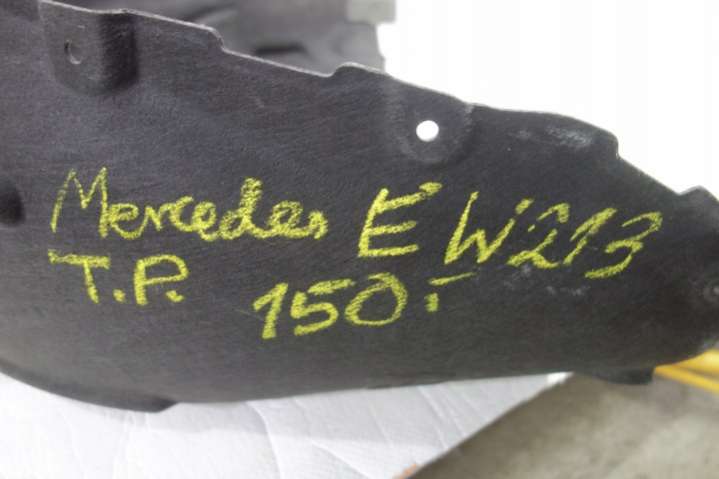 Mercedes E W213
T.P. 150.-